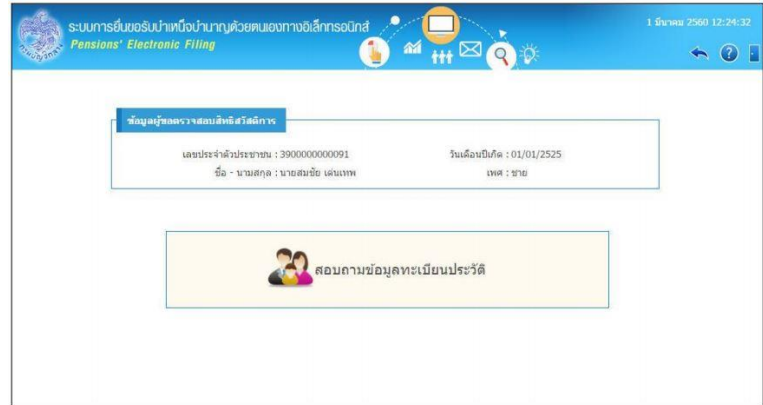 ระบบการยื่นขอรับบำเหน็จบำนาญด้วยตนเองทางอิเล็กทรอนิกส์
Pensions' Electronic Filing
1 มีนาคม 2560 12:24:32
ข้อมูลผู้ขอตรวจสอบสิทธิสวัสดิการ
เลขประจำตัวประชาชน : 3900000000091 วันเดือนปีเกิด : 01/01/2525
ชื่อ - นามสกุล : นายสมชัย เด่นเทพ เพศ : ชาย
สอบถามข้อมูลทะเบียนประวัติ